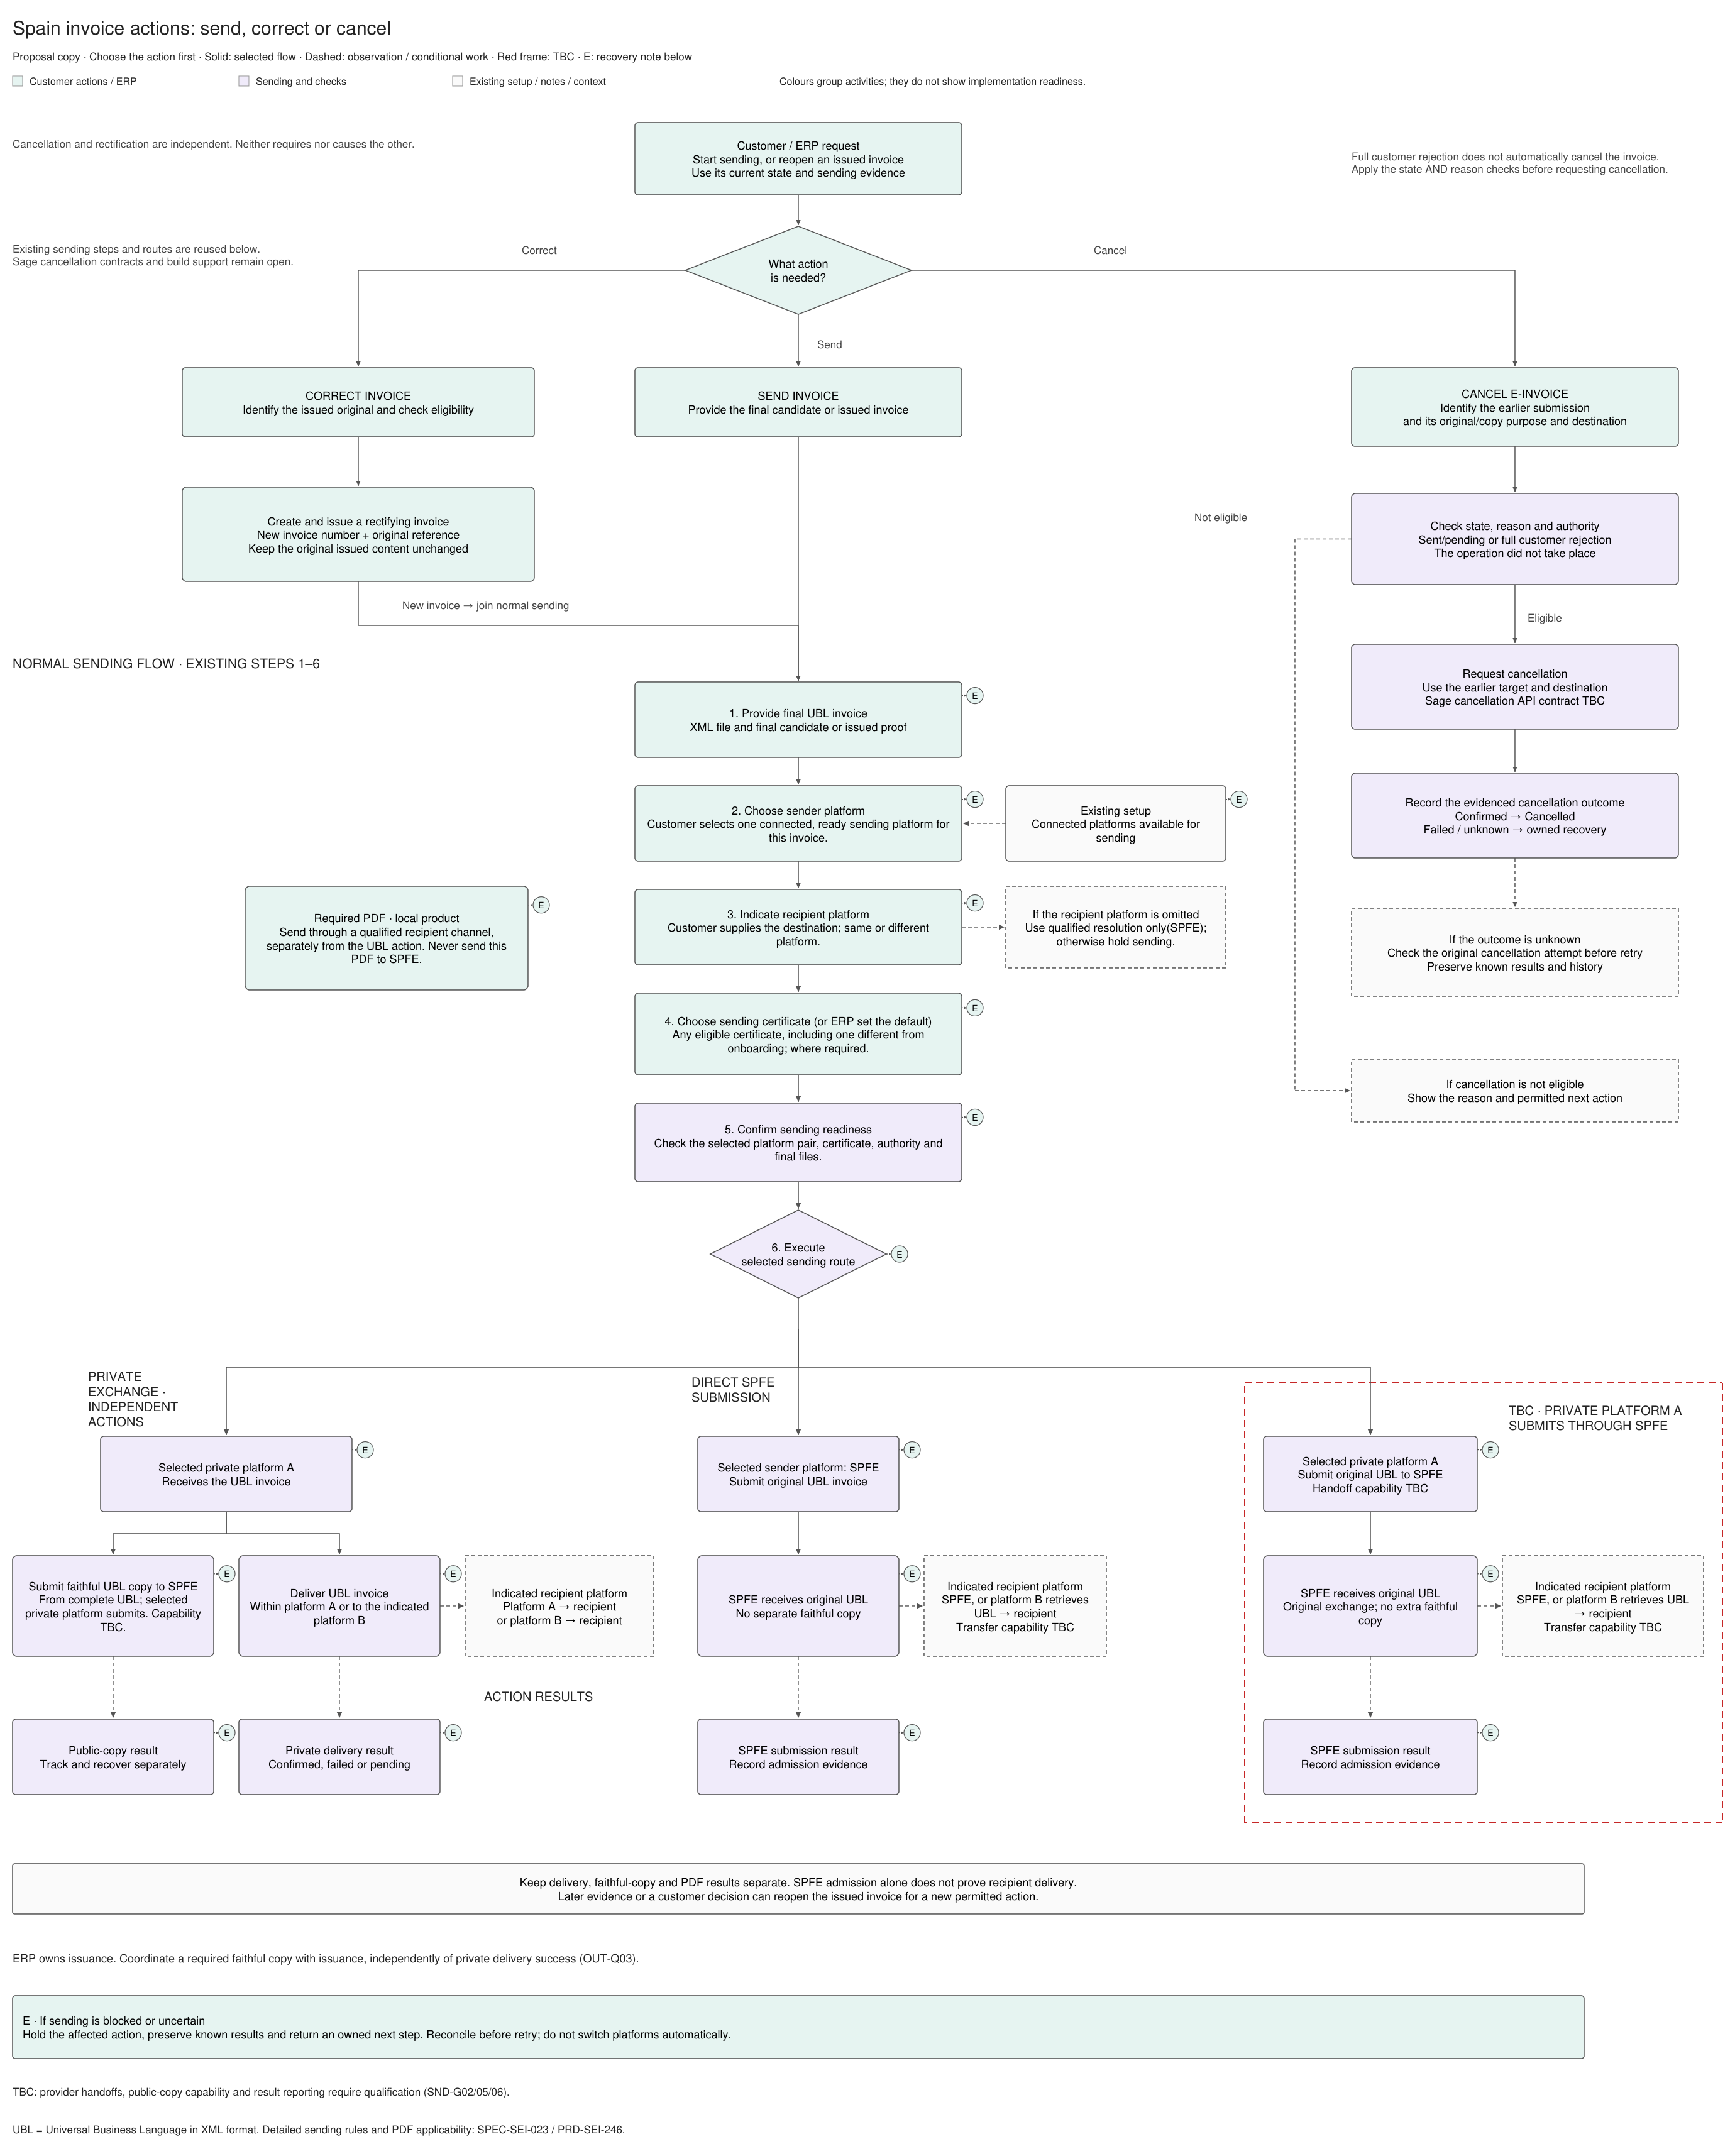 Spain invoice actions: send, correct or cancel
Proposal copy · Choose the action first · Solid: selected flow · Dashed: observation / conditional work · Red frame: TBC · E: recovery note below
Customer actions / ERP
Sending and checks
Existing setup / notes / context
Colours group activities; they do not show implementation readiness.
Cancellation and rectification are independent. Neither requires nor causes the other.
Customer / ERP request
Start sending, or reopen an issued invoice
Use its current state and sending evidence
Full customer rejection does not automatically cancel the invoice.
Apply the state AND reason checks before requesting cancellation.
Existing sending steps and routes are reused below.
Sage cancellation contracts and build support remain open.
Correct
What action
is needed?
Cancel
Send
CORRECT INVOICE
Identify the issued original and check eligibility
SEND INVOICE
Provide the final candidate or issued invoice
CANCEL E-INVOICE
Identify the earlier submission
and its original/copy purpose and destination
Create and issue a rectifying invoice
New invoice number + original reference
Keep the original issued content unchanged
Not eligible
Check state, reason and authority
Sent/pending or full customer rejection
The operation did not take place
New invoice → join normal sending
Eligible
NORMAL SENDING FLOW · EXISTING STEPS 1–6
Request cancellation
Use the earlier target and destination
Sage cancellation API contract TBC
1. Provide final UBL invoice
XML file and final candidate or issued proof
E
2. Choose sender platform
Customer selects one connected, ready sending platform for
this invoice.
E
Existing setup
Connected platforms available for
sending
E
Record the evidenced cancellation outcome
Confirmed → Cancelled
Failed / unknown → owned recovery
Required PDF · local product
Send through a qualified recipient channel,
separately from the UBL action. Never send this
PDF to SPFE.
E
3. Indicate recipient platform
Customer supplies the destination; same or different
platform.
E
If the recipient platform is omitted
Use qualified resolution only(SPFE);
otherwise hold sending.
If the outcome is unknown
Check the original cancellation attempt before retry
Preserve known results and history
4. Choose sending certificate (or ERP set the default)
Any eligible certificate, including one different from
onboarding; where required.
E
If cancellation is not eligible
Show the reason and permitted next action
5. Confirm sending readiness
Check the selected platform pair, certificate, authority and
final files.
E
6. Execute
selected sending route
E
PRIVATE
EXCHANGE ·
INDEPENDENT
ACTIONS
DIRECT SPFE
SUBMISSION
TBC · PRIVATE PLATFORM A
SUBMITS THROUGH SPFE
Selected private platform A
Receives the UBL invoice
E
Selected sender platform: SPFE
Submit original UBL invoice
E
Selected private platform A
Submit original UBL to SPFE
Handoff capability TBC
E
Submit faithful UBL copy to SPFE
From complete UBL; selected
private platform submits. Capability
TBC.
E
Deliver UBL invoice
Within platform A or to the indicated
platform B
E
Indicated recipient platform
Platform A → recipient
or platform B → recipient
SPFE receives original UBL
No separate faithful copy
E
Indicated recipient platform
SPFE, or platform B retrieves
UBL → recipient
Transfer capability TBC
SPFE receives original UBL
Original exchange; no extra faithful
copy
E
Indicated recipient platform
SPFE, or platform B retrieves UBL
→ recipient
Transfer capability TBC
ACTION RESULTS
Public-copy result
Track and recover separately
E
Private delivery result
Confirmed, failed or pending
E
SPFE submission result
Record admission evidence
E
SPFE submission result
Record admission evidence
E
Keep delivery, faithful-copy and PDF results separate. SPFE admission alone does not prove recipient delivery.
Later evidence or a customer decision can reopen the issued invoice for a new permitted action.
ERP owns issuance. Coordinate a required faithful copy with issuance, independently of private delivery success (OUT-Q03).
E · If sending is blocked or uncertain
Hold the affected action, preserve known results and return an owned next step. Reconcile before retry; do not switch platforms automatically.
TBC: provider handoffs, public-copy capability and result reporting require qualification (SND-G02/05/06).
UBL = Universal Business Language in XML format. Detailed sending rules and PDF applicability: SPEC-SEI-023 / PRD-SEI-246.